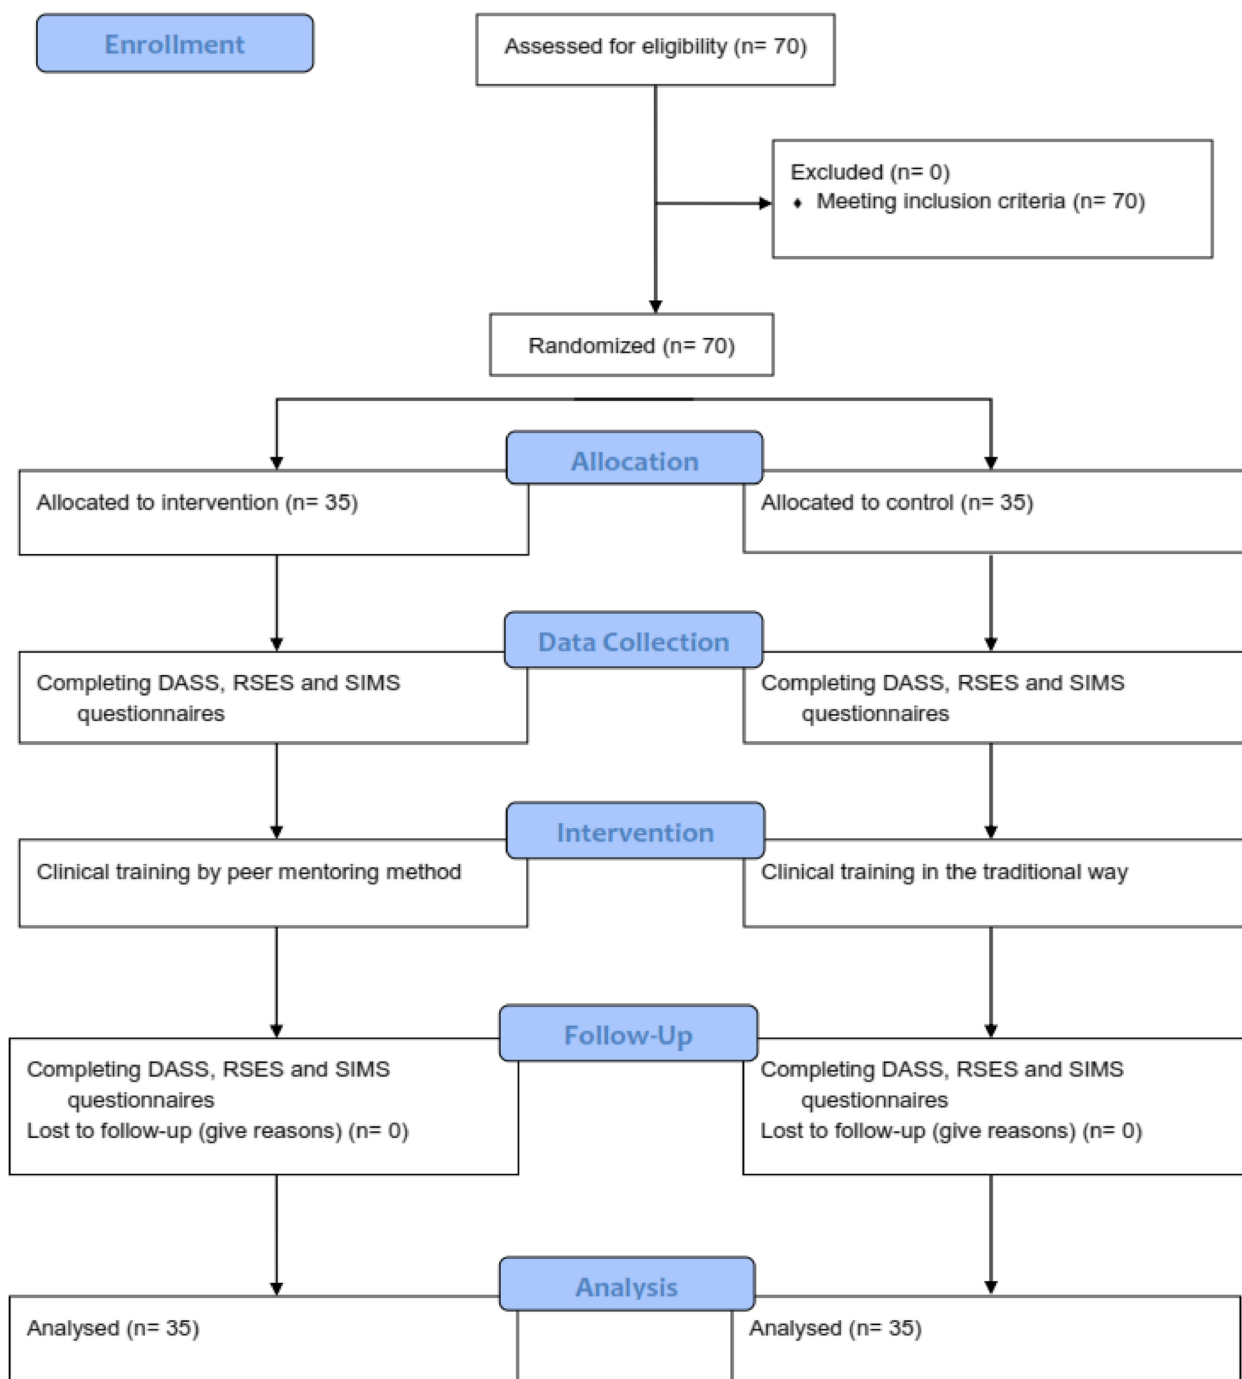 Enrollment
Assessed for eligibility (n= 70)
Excluded (n= 0)
♦ Meeting inclusion criteria (n= 70)
Randomized (n= 70)
Allocation
Allocated to intervention (n= 35)
Allocated to control (n= 35)
Data Collection
Completing DASS, RSES and SIMS
questionnaires
Completing DASS, RSES and SIMS
questionnaires
Intervention
Clinical training by peer mentoring method
Clinical training in the traditional way
Follow-Up
Completing DASS, RSES and SIMS
questionnaires
Lost to follow-up (give reasons) (n= 0)
Completing DASS, RSES and SIMS
questionnaires
Lost to follow-up (give reasons) (n= 0)
Analysis
Analysed (n= 35)
Analysed (n= 35)